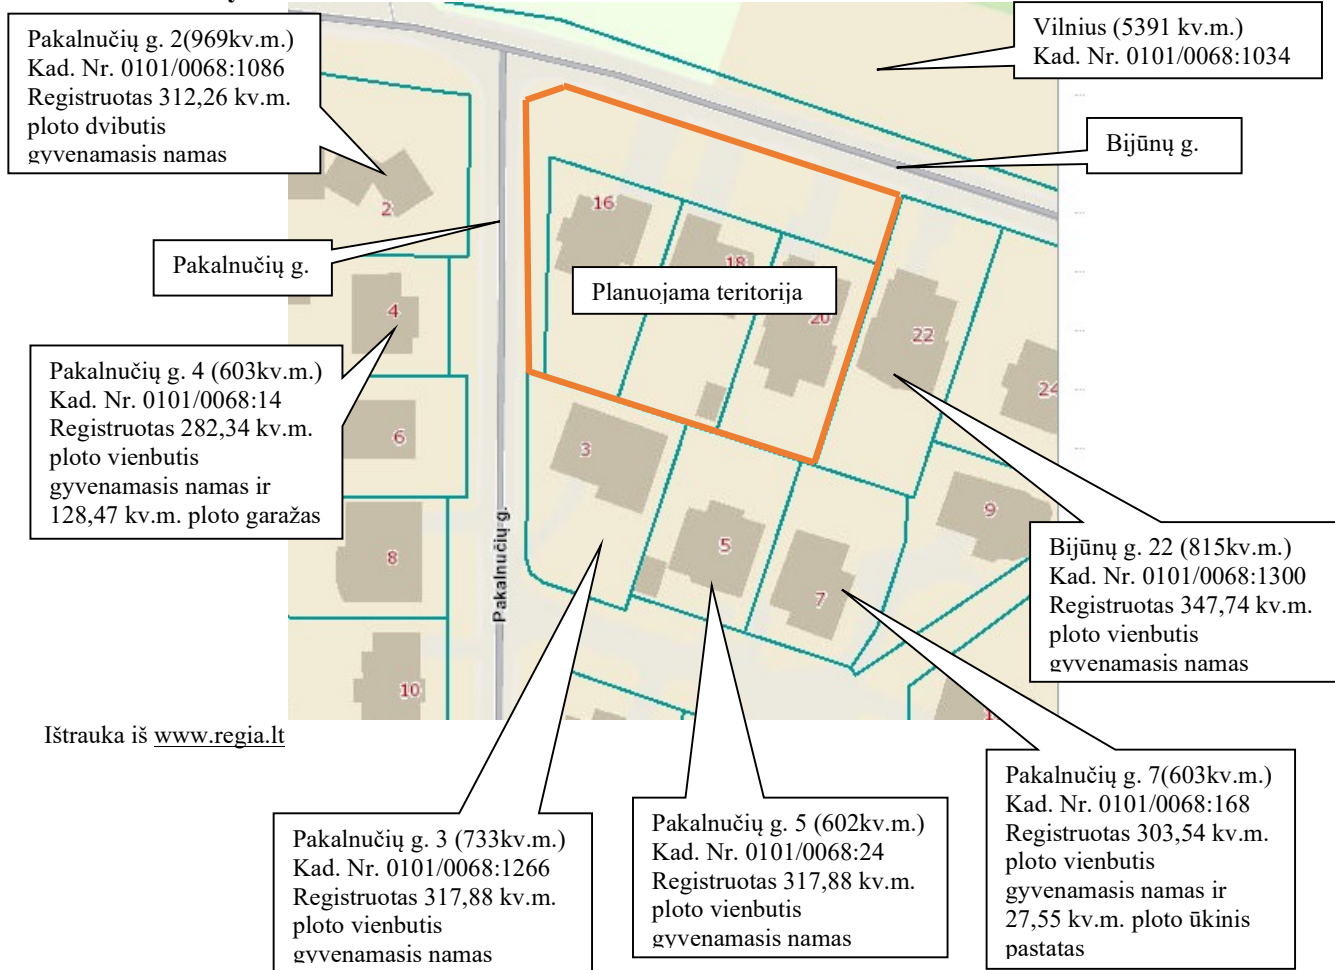 Pakalnučių g. 2(969kv.m.)
Kad. Nr. 0101/0068:1086
Registruotas 312,26 kv.m.
ploto dvibutis
gyvenamasis namas
Vilnius (5391 kv.m.)
Kad. Nr. 0101/0068:1034
Bijūnų g.
Pakalnučių g.
Planuojama teritorija
2
16
18
20
22
24
4
6
8
10
3
5
7
9
Pakalnučių g.
Pakalnučių g. 4 (603kv.m.)
Kad. Nr. 0101/0068:14
Registruotas 282,34 kv.m.
ploto vienbutis
gyvenamasis namas ir
128,47 kv.m. ploto garažas
Bijūnų g. 22 (815kv.m.)
Kad. Nr. 0101/0068:1300
Registruotas 347,74 kv.m.
ploto vienbutis
gyvenamasis namas
Ištrauka iš www.regia.lt
Pakalnučių g. 3 (733kv.m.)
Kad. Nr. 0101/0068:1266
Registruotas 317,88 kv.m.
ploto vienbutis
gyvenamasis namas
Pakalnučių g. 5 (602kv.m.)
Kad. Nr. 0101/0068:24
Registruotas 317,88 kv.m.
ploto vienbutis
gyvenamasis namas
Pakalnučių g. 7(603kv.m.)
Kad. Nr. 0101/0068:168
Registruotas 303,54 kv.m.
ploto vienbutis
gyvenamasis namas ir
27,55 kv.m. ploto ūkinis
pastatas